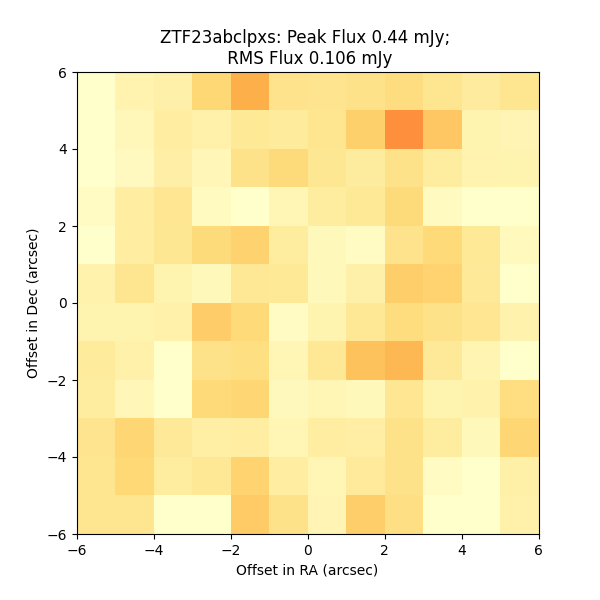 ZTF23abclpxs: Peak Flux 0.44 mJy;
RMS Flux 0.106 mJy
6
4
2
0
−2
−4
−6
Offset in Dec (arcsec)
−6 −4 −2 0 2 4 6
Offset in RA (arcsec)